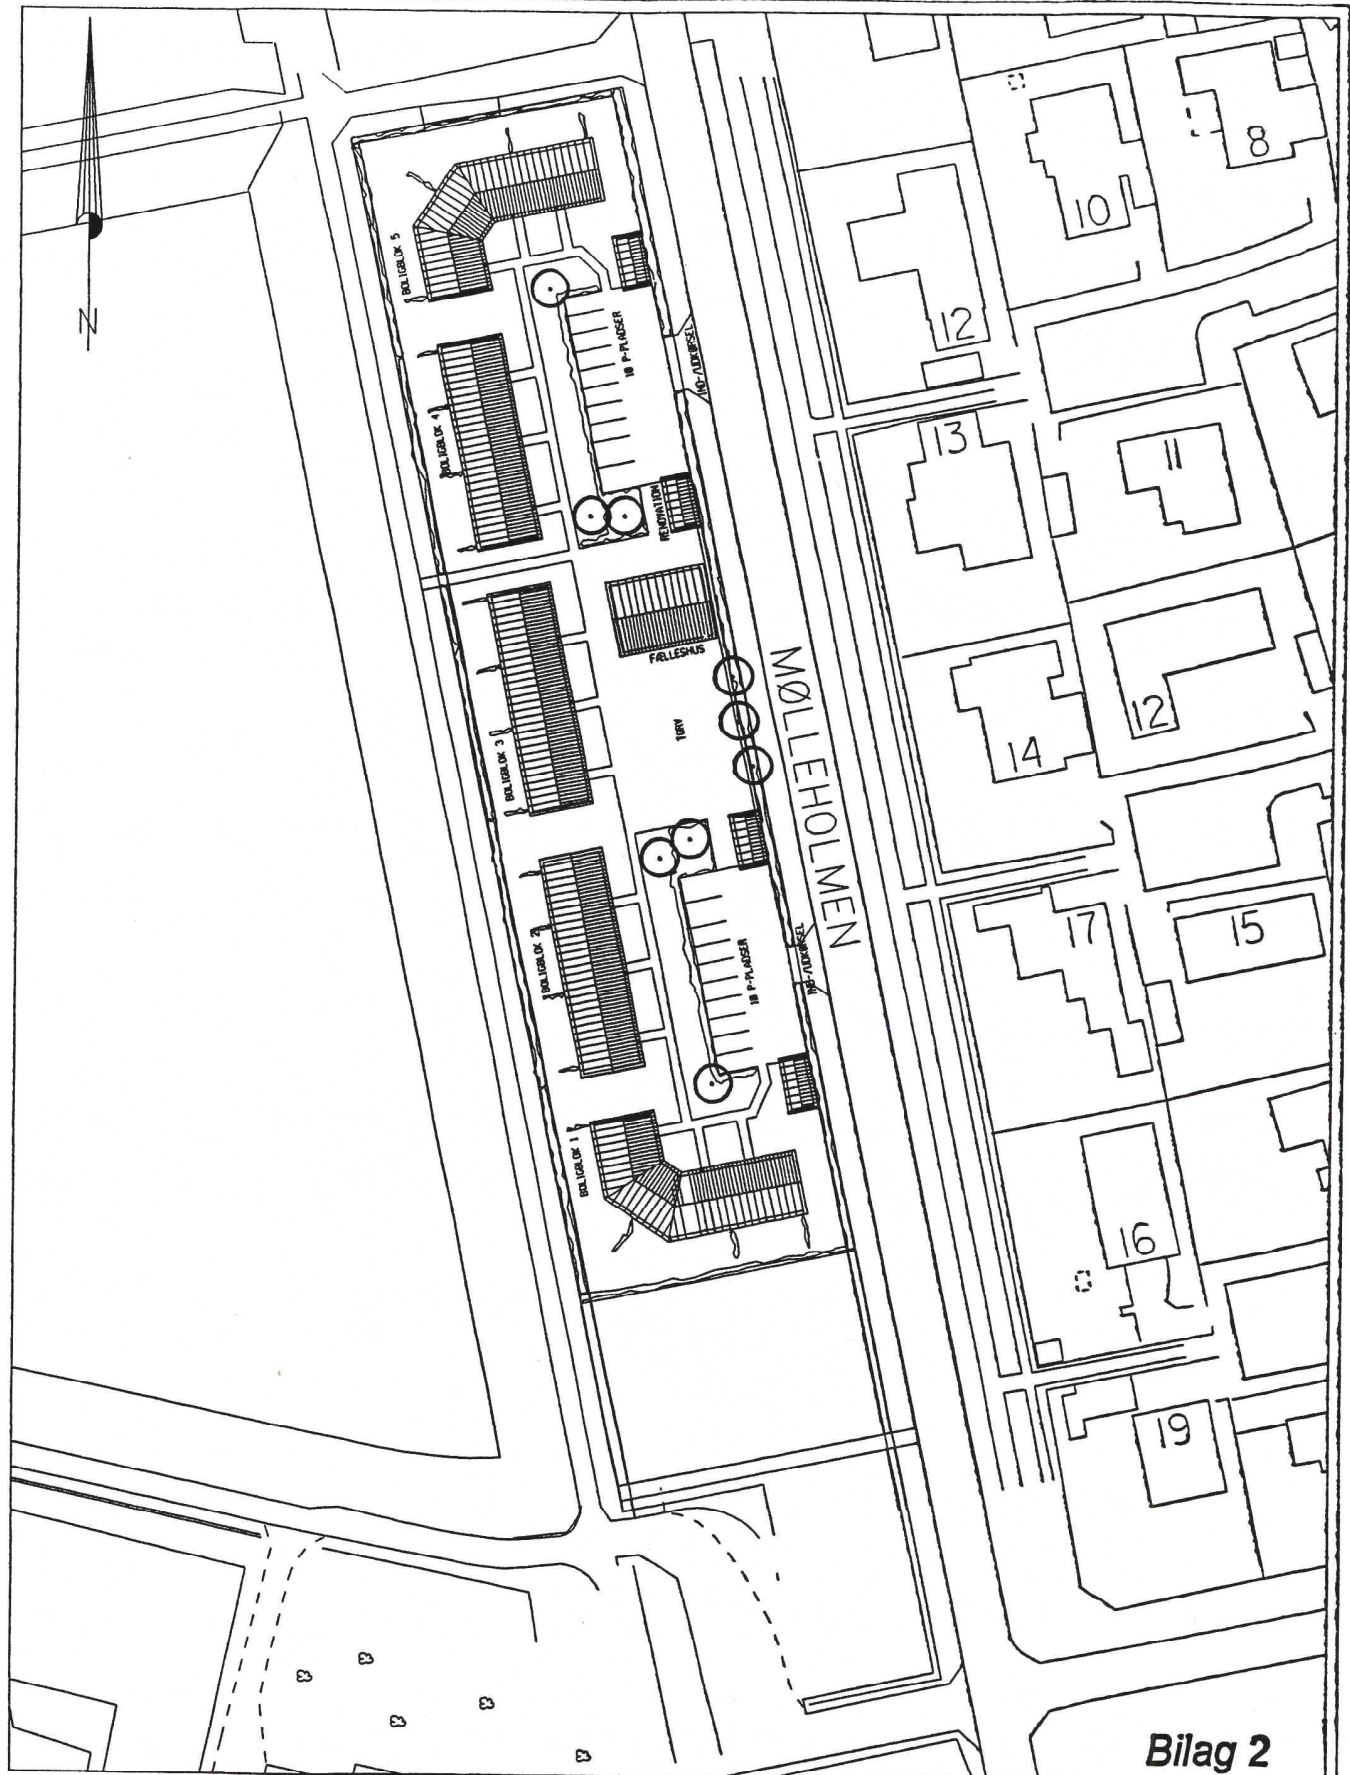 8
10
12
N
BOLIGBLOK 5
10 P-PLADSER
IND-/UDKØRSEL
BOLIGBLOK 4
13
11
RENOVATION
FÆLLESHUS
MØLLEHOLMEN
12
14
TORV
BOLIGBLOK 3
17
15
BOLIGBLOK 2
10 P-PLADSER
IND-/UDKØRSEL
BOLIGBLOK 1
16
19
Bilag 2